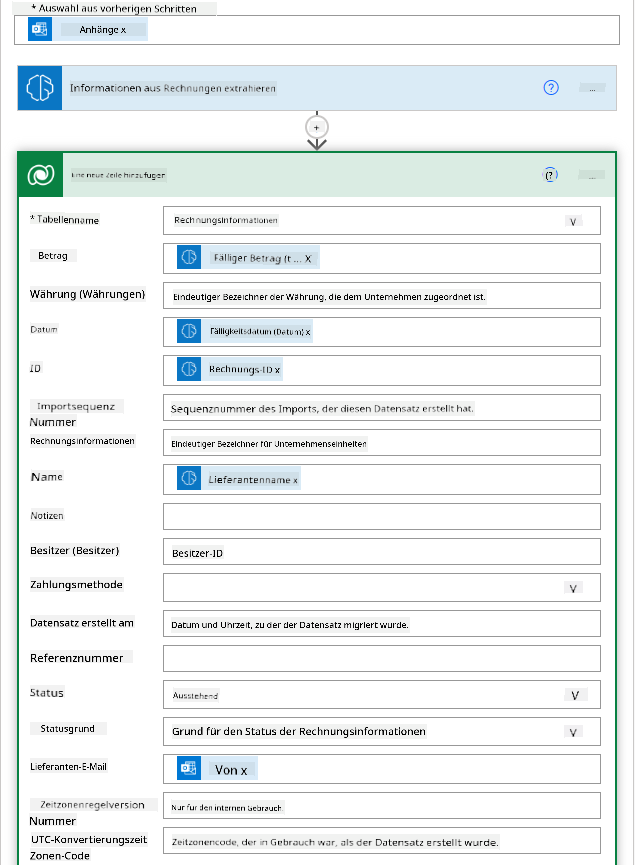 * Auswahl aus vorherigen Schritten
Anhänge x
Informationen aus Rechnungen extrahieren
?
...
+
Eine neue Zeile hinzufügen
(?
...
* Tabellenname
Rechnungsinformationen
V
Betrag
Fälliger Betrag (t ... X
Währung (Währungen)
Eindeutiger Bezeichner der Währung, die dem Unternehmen zugeordnet ist.
Datum
Fälligkeitsdatum (Datum) x
ID
Rechnungs-ID x
Importsequenz
Nummer
Sequenznummer des Imports, der diesen Datensatz erstellt hat.
Rechnungsinformationen
Eindeutiger Bezeichner für Unternehmenseinheiten
Name
Lieferantenname x
Notizen
Besitzer (Besitzer)
Besitzer-ID
Zahlungsmethode
V
Datensatz erstellt am
Datum und Uhrzeit, zu der der Datensatz migriert wurde.
Referenznummer
Status
Ausstehend
V
Statusgrund
Grund für den Status der Rechnungsinformationen
V
Lieferanten-E-Mail
Von x
Zeitzonenregelversion
Nummer
Nur für den internen Gebrauch.
UTC-Konvertierungszeit
Zonen-Code
Zeitzonencode, der in Gebrauch war, als der Datensatz erstellt wurde.